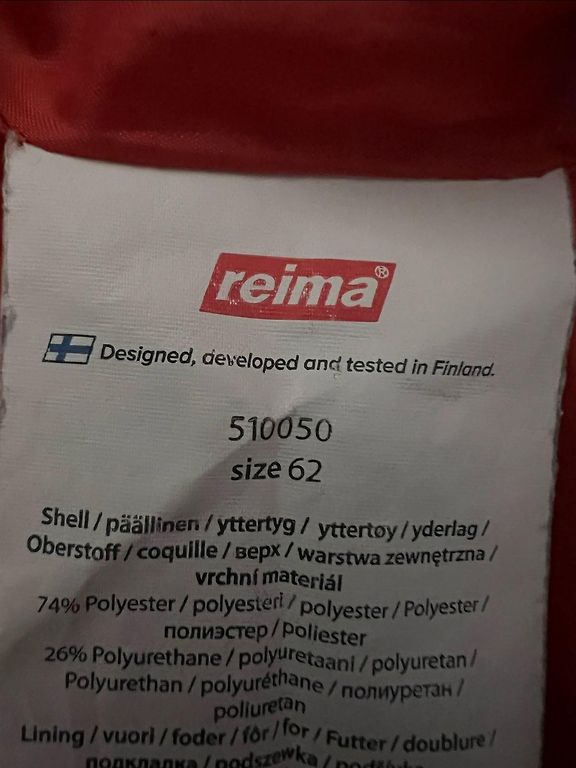 reima®
Designed, developed and tested in Finland.
510050
size 62
Shell / päällinen / yttertyg / yttertøy / yderlag /
Oberstoff / coquille / верх / warstwa zewnętrzna /
vrchní materiál
74% Polyester / polyesteri / polyester / Polyester /
полиэстер / Poliester
26% Polyurethane / polyuretaani / polyuretan /
Polyurethan / polyuréthane / полиуретан /
poliuretan
Lining / vuori / foder / fôr / for / Futter / doublure /
подкладка / podszewka /